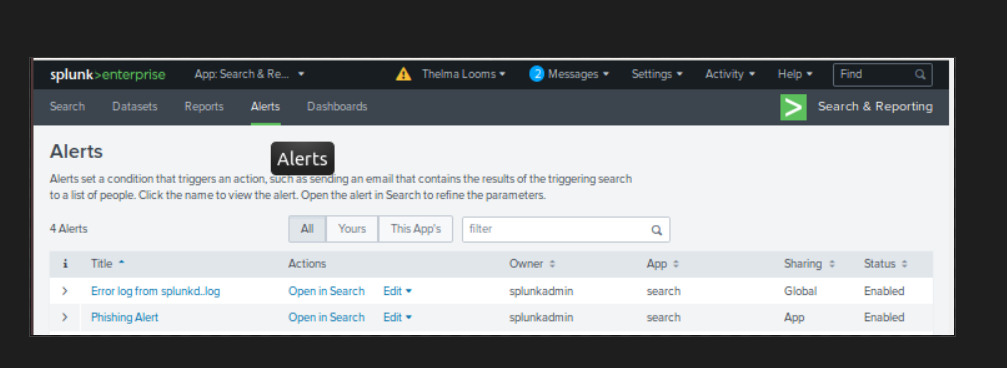 splunk>enterprise App: Search & Re... Thelma Looms 2 Messages Settings Activity Help Find
Search Datasets Reports Alerts Dashboards Search & Reporting
Alerts
Alerts
Alerts set a condition that triggers an action, such as sending an email that contains the results of the triggering search
to a list of people. Click the name to view the alert. Open the alert in Search to refine the parameters.
4 Alerts All Yours This App's filter
i Title Actions Owner App Sharing Status
Error log from splunkd..log Open in Search Edit splunkadmin search Global Enabled
Phishing Alert Open in Search Edit splunkadmin search App Enabled